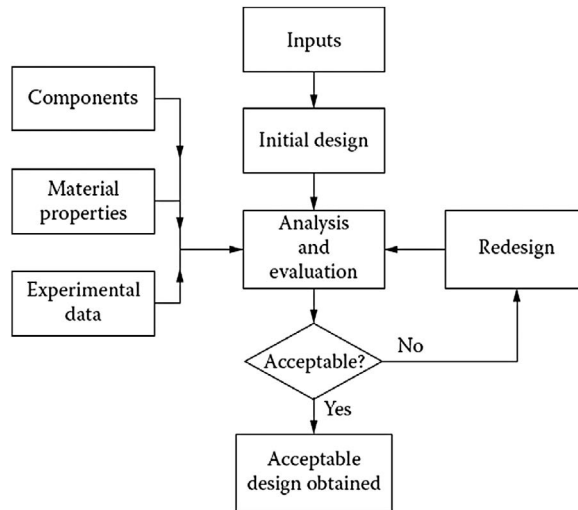 Inputs
Components
Initial design
Material
properties
Analysis
and
evaluation
Redesign
Experimental
data
Acceptable?
No
Yes
Acceptable
design obtained